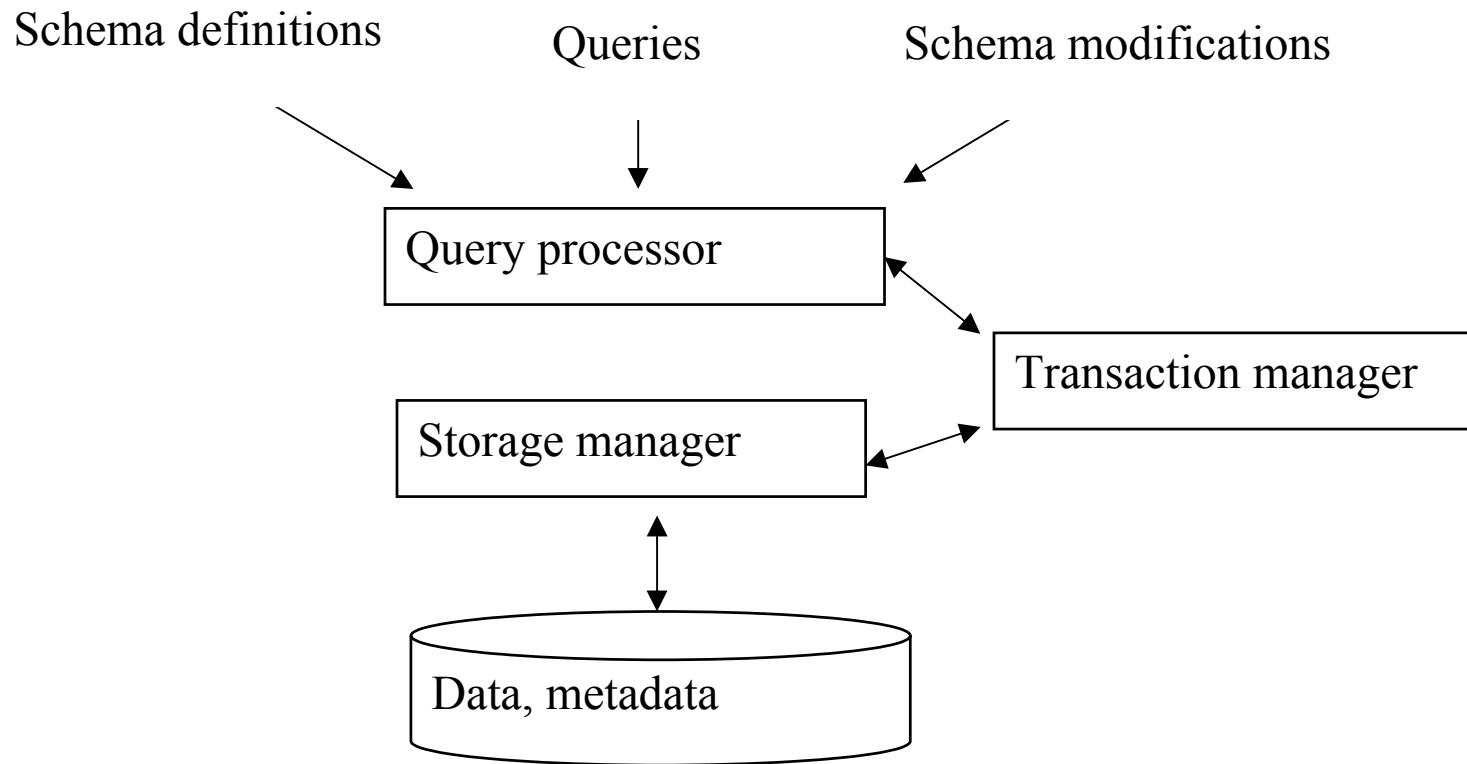 Schema definitions
Queries
Schema modifications
Query processor
Transaction manager
Storage manager
Data, metadata